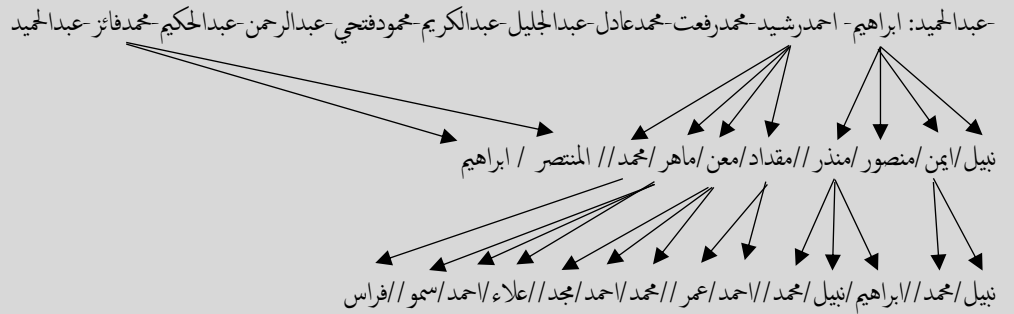 -عبدالحميد: ابراهيم- احمدرشيد-محمدرفعت-محمدعادل-عبدالجليل-عبدالكريم-محمودفتحي-عبدالرحمن-عبدالحكيم-محمدفائز-عبدالحميد
نبيل/ايمن/منصور/منذر//مقداد/معن/ماهر/محمد// المنتصر / ابراهيم
نبيل/محمد//ابراهيم/نبيل/محمد//احمد/عمر//محمد/احمد/مجد//علاء/احمد/سمو//فراس